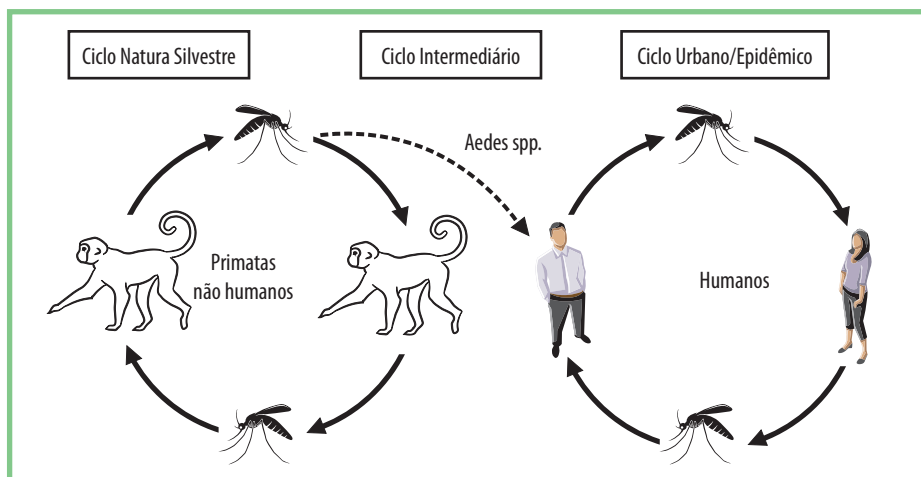 Ciclo Natura Silvestre
Ciclo Intermediário
Ciclo Urbano/Epidêmico
Aedes spp.
Primatas
não humanos
Humanos